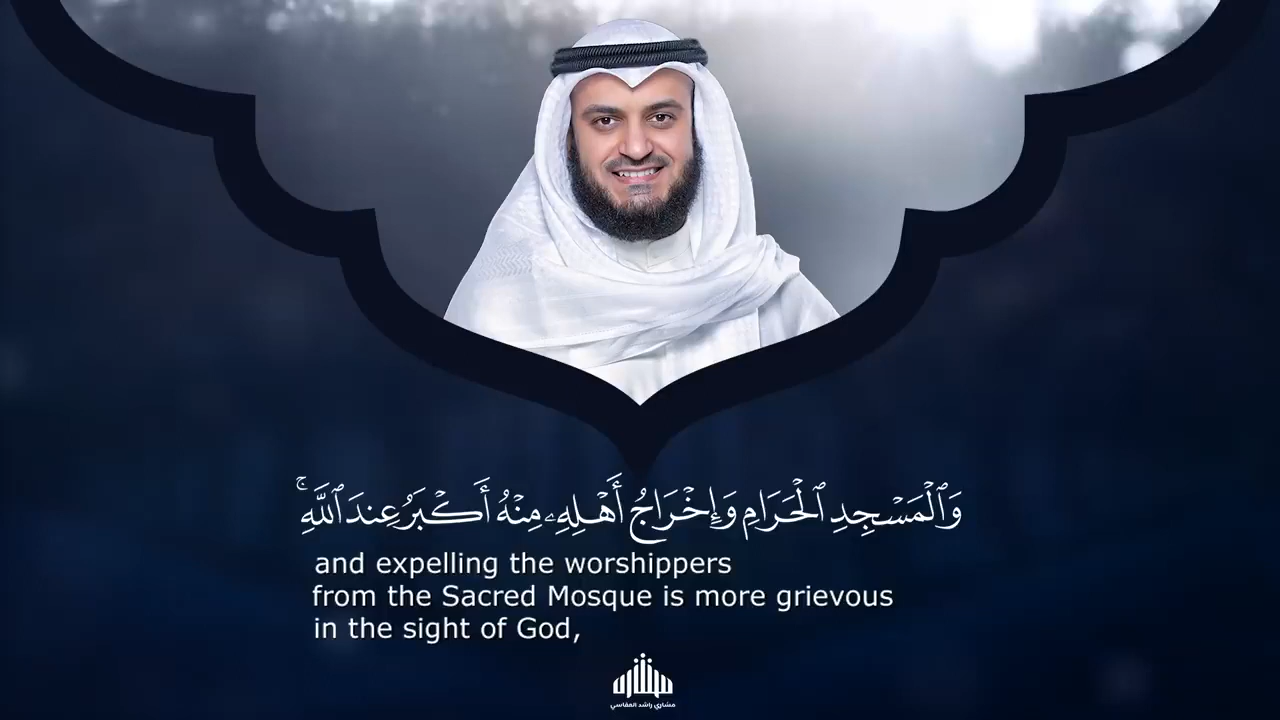 وَٱلْمَسْجِدِ ٱلْحَرَامِ وَإِخْرَاجُ أَهْلِهِۦ مِنْهُ أَكْبَرُ عِندَ ٱللَّهِ ۚ
and expelling the worshippers
from the Sacred Mosque is more grievous
in the sight of God,
مشاري راشد العفاسي